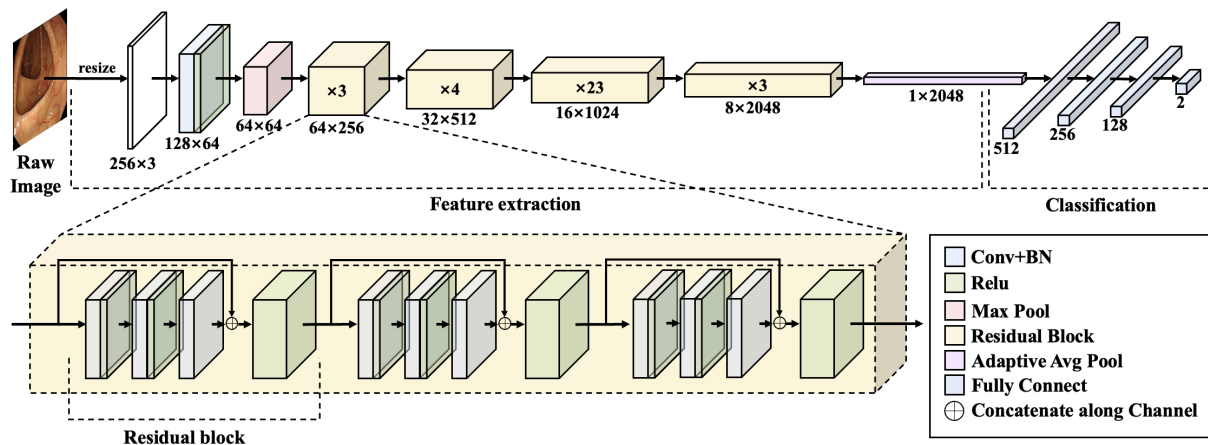 resize
×3
×4
×23
×3
64×64
64×256
32×512
16×1024
8×2048
1×2048
128×64
256×3
512
256
128
2
Raw
Image
Feature extraction
Classification
Conv+BN
Relu
Max Pool
Residual Block
Adaptive Avg Pool
Fully Connect
Concatenate along Channel
Residual block